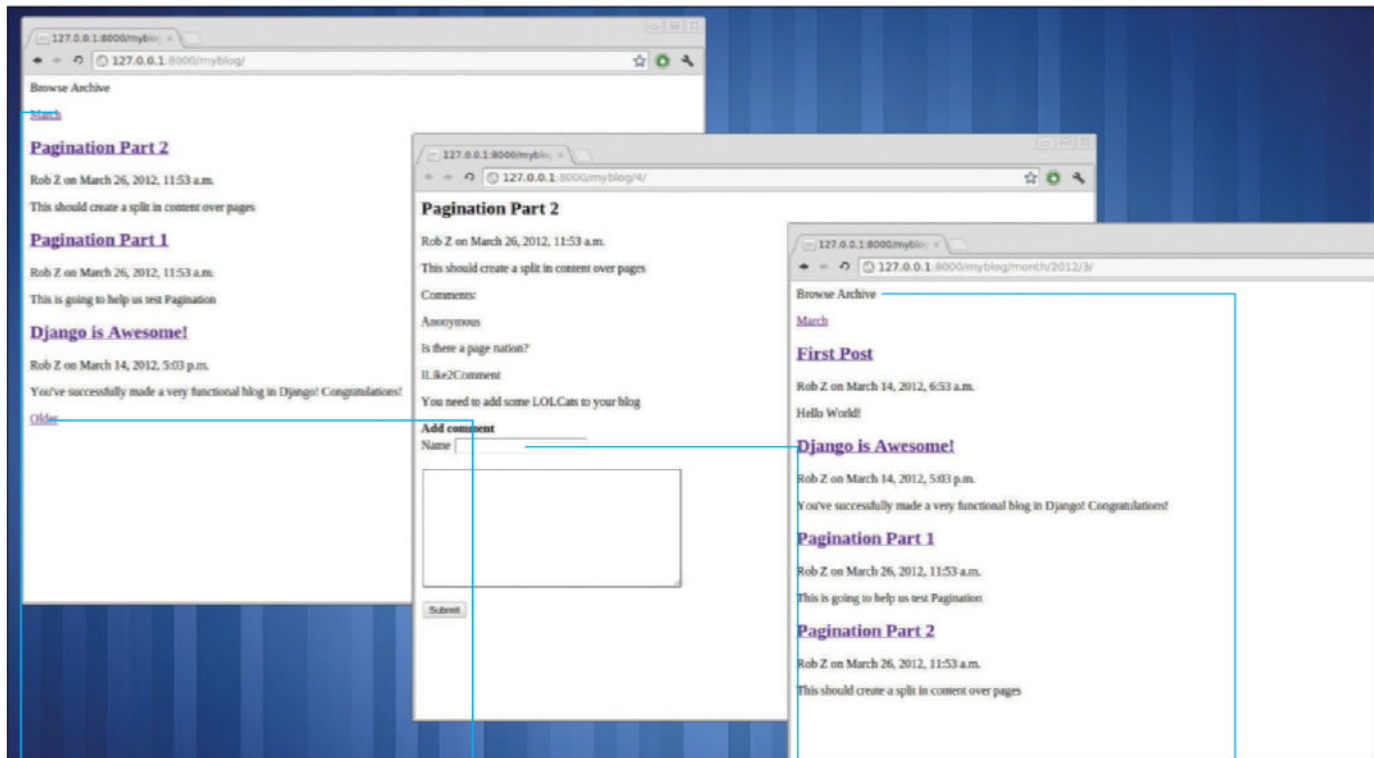 127.0.0.1:8000/myblog
127.0.0.1:8000/myblog/
Browse Archive
March
Pagination Part 2
Rob Z on March 26, 2012, 11:53 a.m.
This should create a split in content over pages
Pagination Part 1
Rob Z on March 26, 2012, 11:53 a.m.
This is going to help us test Pagination
Django is Awesome!
Rob Z on March 14, 2012, 5:03 p.m.
You've successfully made a very functional blog in Django! Congratulations!
Older
127.0.0.1:8000/myblog
127.0.0.1:8000/myblog/4/
Pagination Part 2
Rob Z on March 26, 2012, 11:53 a.m.
This should create a split in content over pages
Comments:
Anonymous
Is there a page nation?
ILike2Comment
You need to add some LOLCats to your blog
Add comment
Name
Submit
127.0.0.1:8000/myblog
127.0.0.1:8000/myblog/month/2012/3/
Browse Archive
March
First Post
Rob Z on March 14, 2012, 6:53 a.m.
Hello World!
Django is Awesome!
Rob Z on March 14, 2012, 5:03 p.m.
You've successfully made a very functional blog in Django! Congratulations!
Pagination Part 1
Rob Z on March 26, 2012, 11:53 a.m.
This is going to help us test Pagination
Pagination Part 2
Rob Z on March 26, 2012, 11:53 a.m.
This should create a split in content over pages